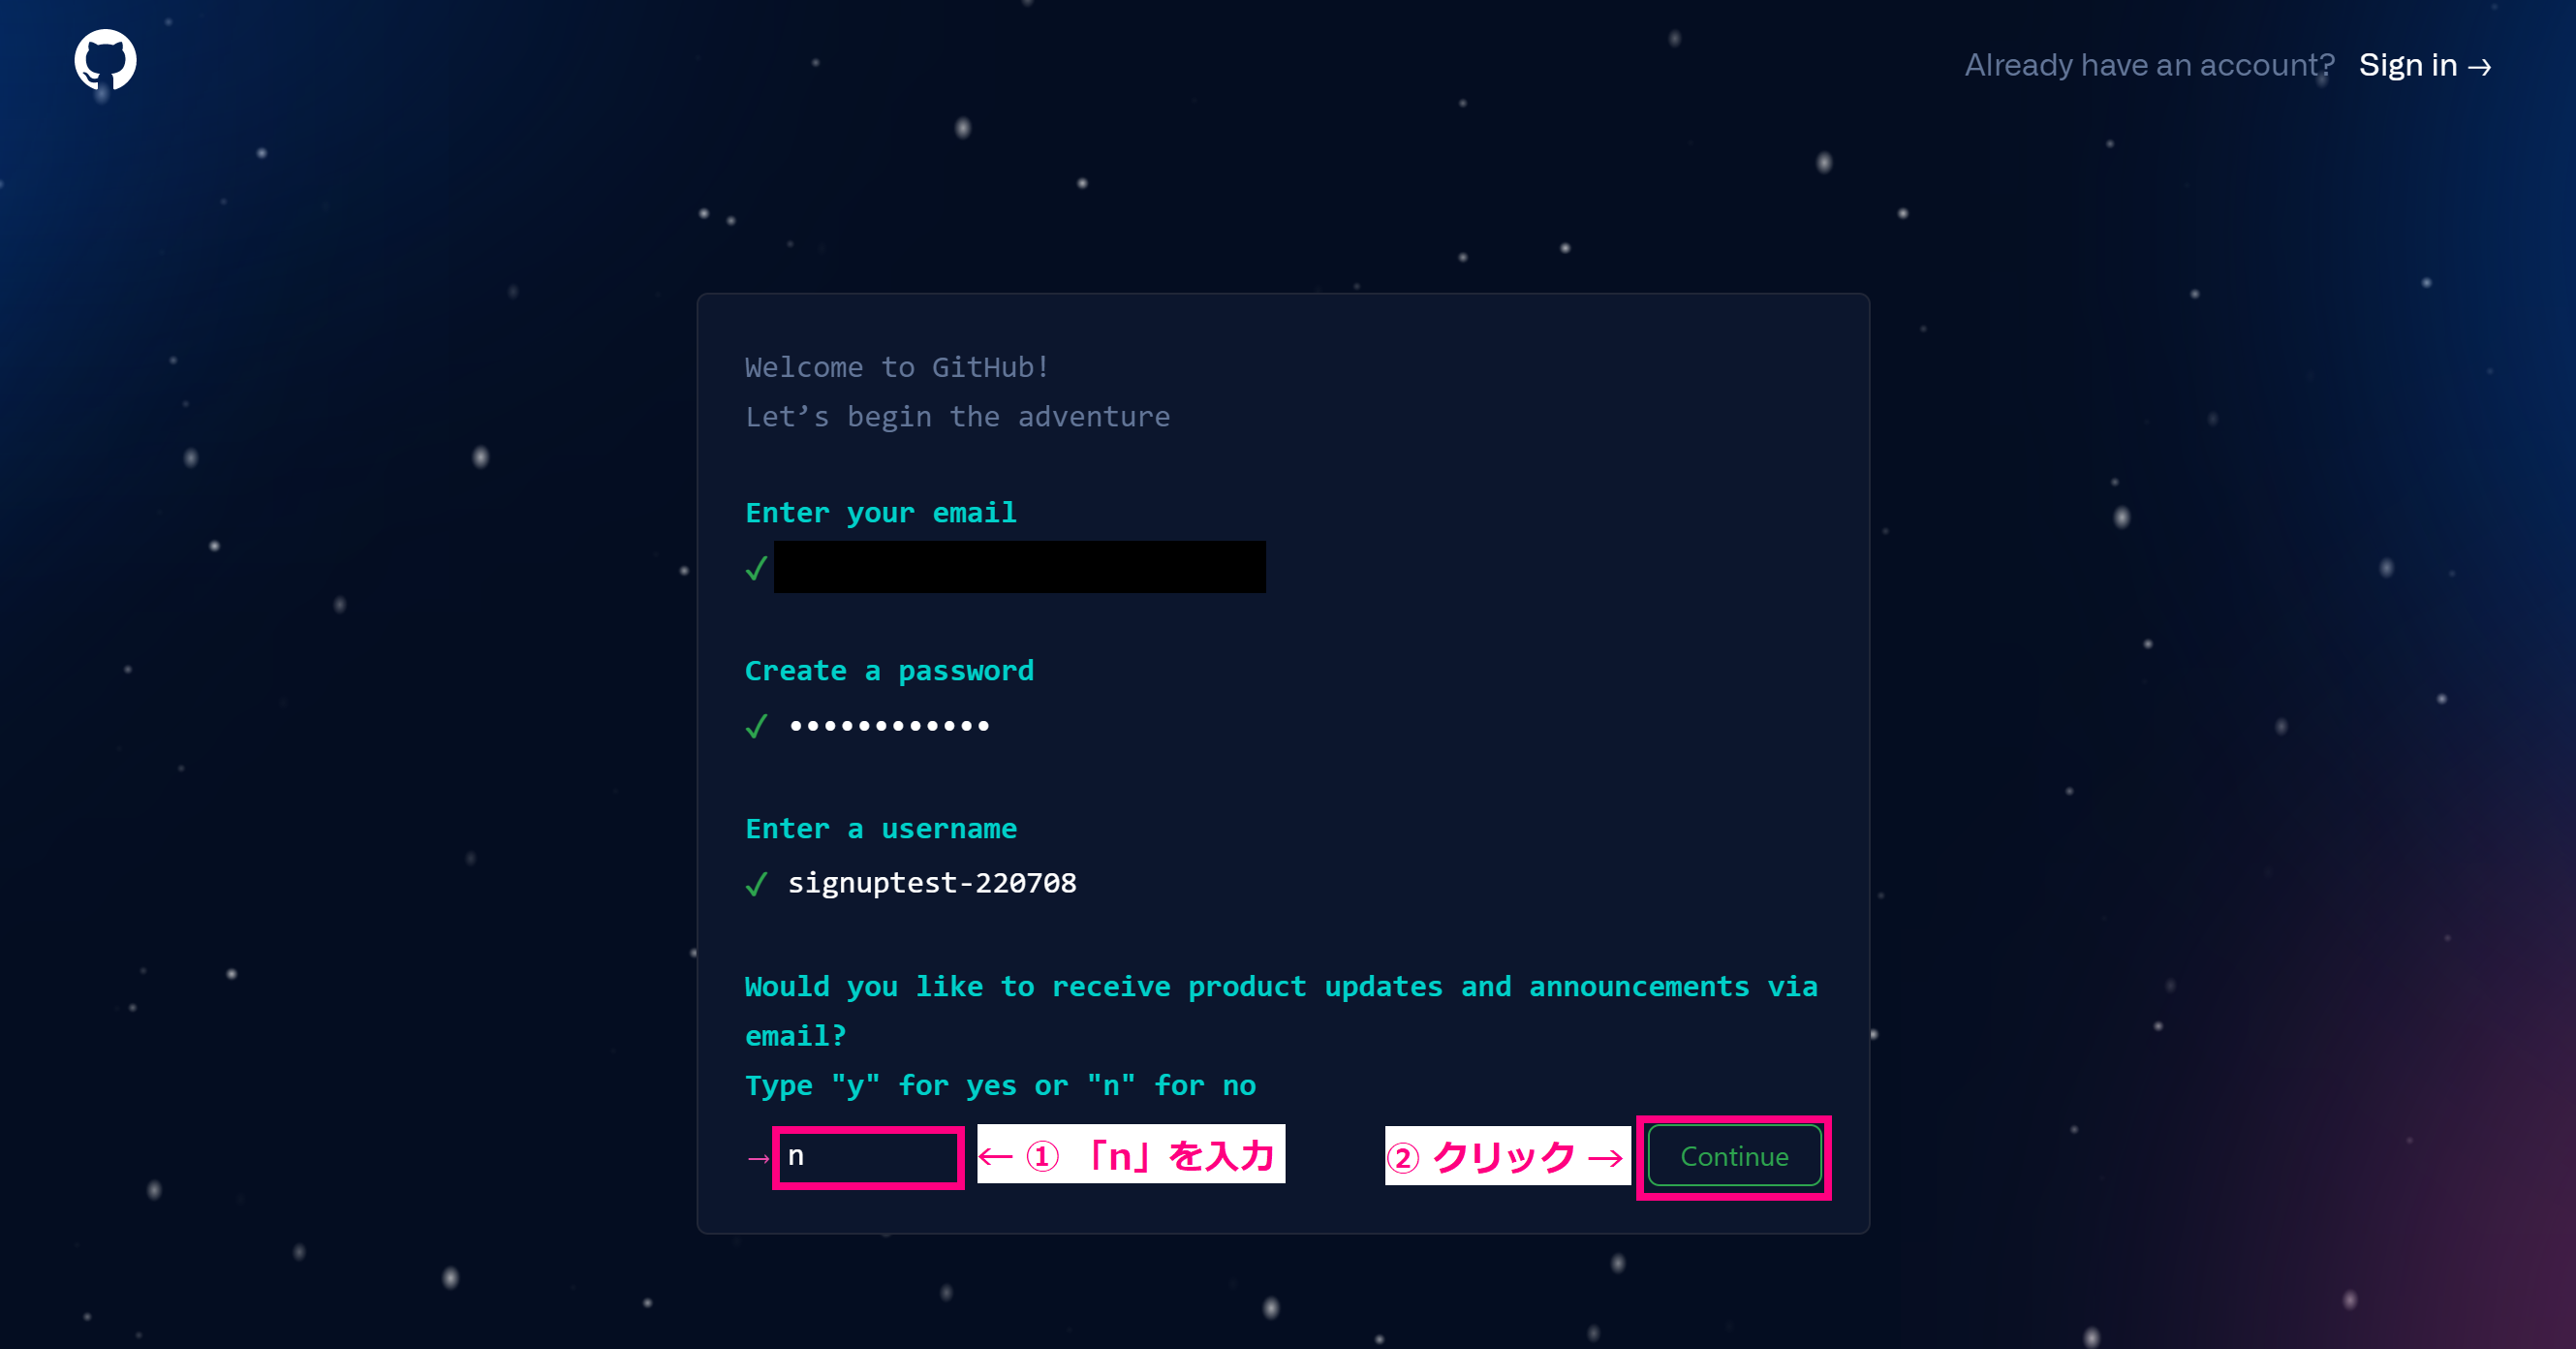 Already have an account? Sign in →
Welcome to GitHub!
Let’s begin the adventure
Enter your email
✓
Create a password
✓ ••••••••••••
Enter a username
✓ signuptest-220708
Would you like to receive product updates and announcements via
email?
Type "y" for yes or "n" for no
→ n ← ① 「n」を入力 ② クリック → Continue